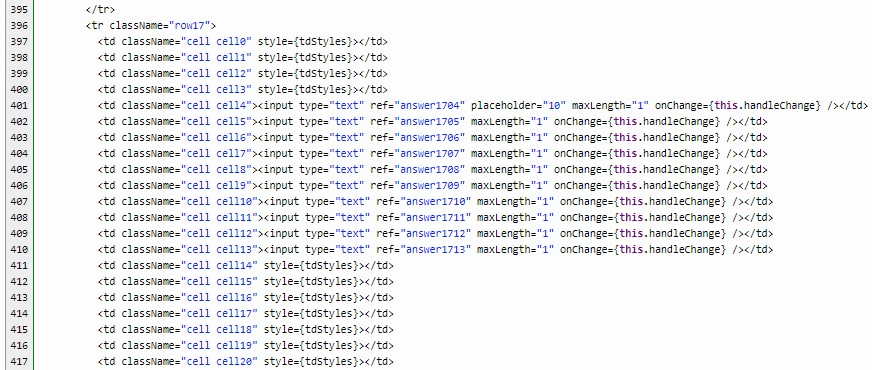 395 </tr>
396 <tr className="row17">
397 <td className="cell cell0" style={tdStyles}></td>
398 <td className="cell cell1" style={tdStyles}></td>
399 <td className="cell cell2" style={tdStyles}></td>
400 <td className="cell cell3" style={tdStyles}></td>
401 <td className="cell cell4"><input type="text" ref="answer1704" placeholder="10" maxLength="1" onChange={this.handleChange} /></td>
402 <td className="cell cell5"><input type="text" ref="answer1705" maxLength="1" onChange={this.handleChange} /></td>
403 <td className="cell cell6"><input type="text" ref="answer1706" maxLength="1" onChange={this.handleChange} /></td>
404 <td className="cell cell7"><input type="text" ref="answer1707" maxLength="1" onChange={this.handleChange} /></td>
405 <td className="cell cell8"><input type="text" ref="answer1708" maxLength="1" onChange={this.handleChange} /></td>
406 <td className="cell cell9"><input type="text" ref="answer1709" maxLength="1" onChange={this.handleChange} /></td>
407 <td className="cell cell10"><input type="text" ref="answer1710" maxLength="1" onChange={this.handleChange} /></td>
408 <td className="cell cell11"><input type="text" ref="answer1711" maxLength="1" onChange={this.handleChange} /></td>
409 <td className="cell cell12"><input type="text" ref="answer1712" maxLength="1" onChange={this.handleChange} /></td>
410 <td className="cell cell13"><input type="text" ref="answer1713" maxLength="1" onChange={this.handleChange} /></td>
411 <td className="cell cell14" style={tdStyles}></td>
412 <td className="cell cell15" style={tdStyles}></td>
413 <td className="cell cell16" style={tdStyles}></td>
414 <td className="cell cell17" style={tdStyles}></td>
415 <td className="cell cell18" style={tdStyles}></td>
416 <td className="cell cell19" style={tdStyles}></td>
417 <td className="cell cell20" style={tdStyles}></td>